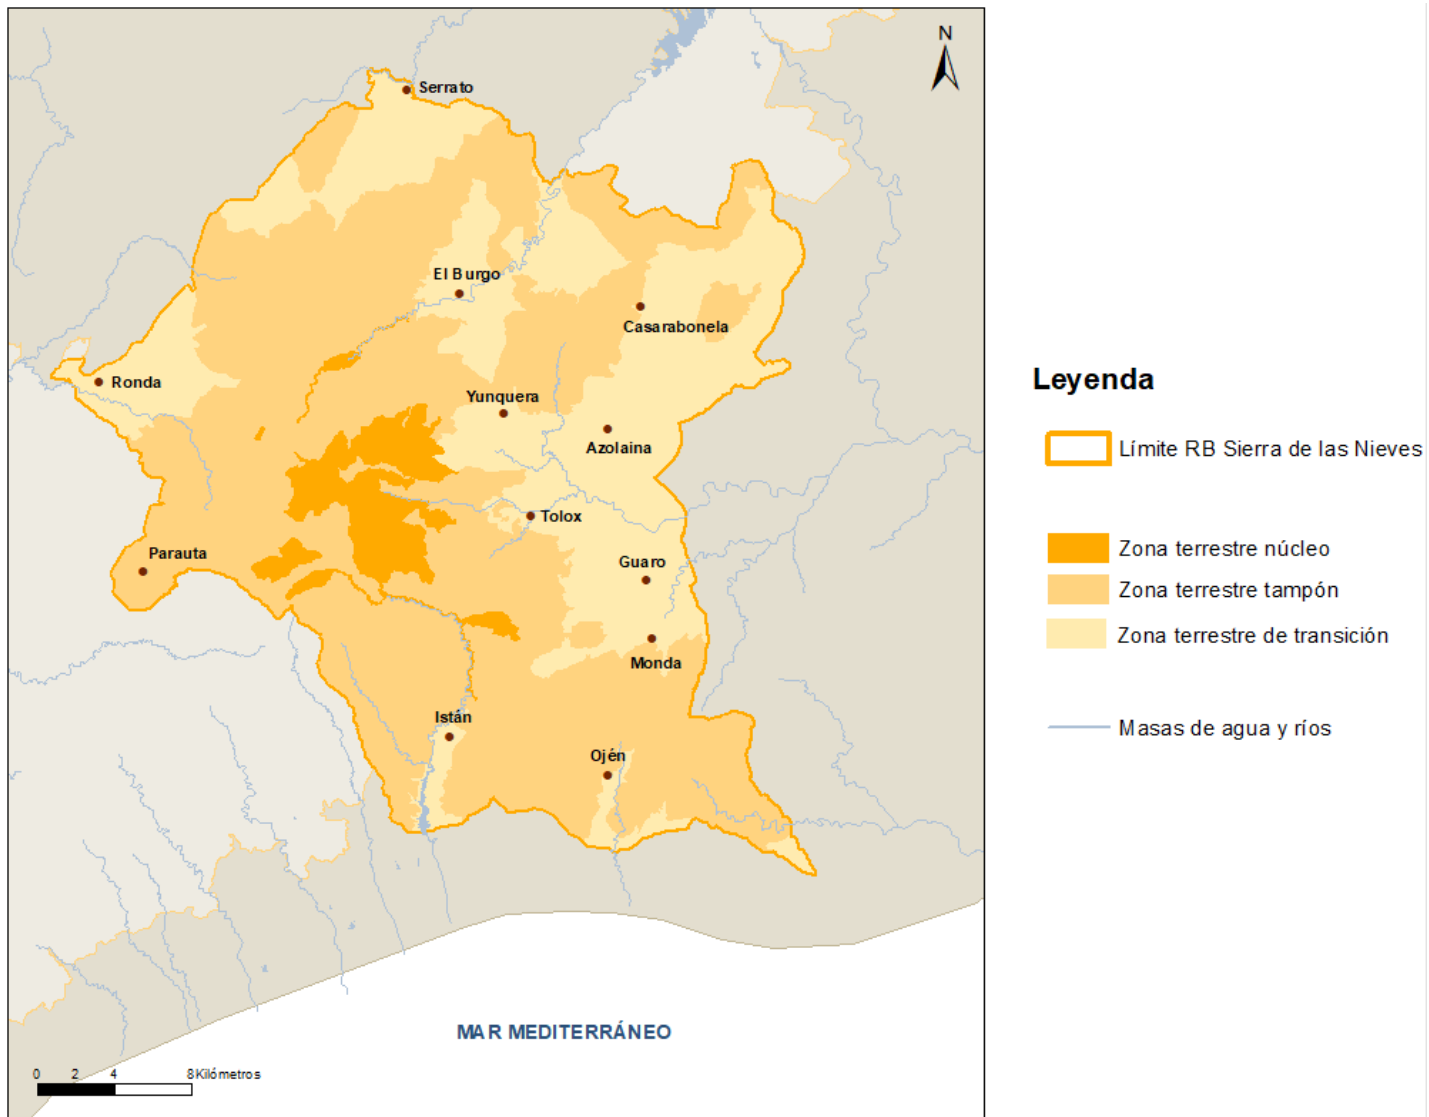 N
Serrato
El Burgo
Casarabonela
Ronda
Yunquera
Azolaina
Tolox
Parauta
Guaro
Monda
Istán
Ojén
MAR MEDITERRÁNEO
0 2 4 8 Kilómetros
Leyenda
Límite RB Sierra de las Nieves
Zona terrestre núcleo
Zona terrestre tampón
Zona terrestre de transición
Masas de agua y ríos